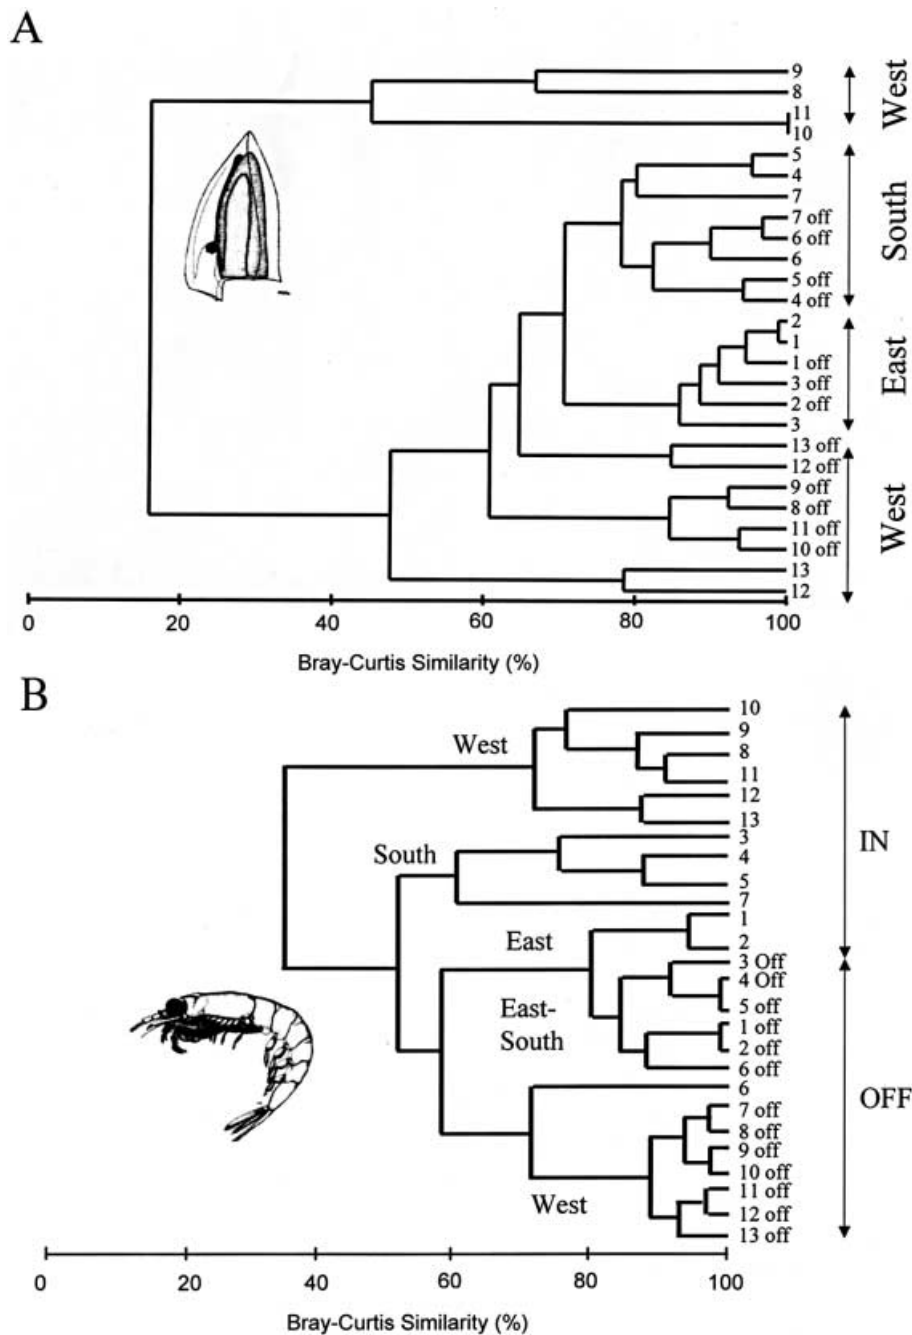 A
9
8
11
10
West
5
4
7
7 off
6 off
6
5 off
4 off
South
2
1
1 off
3 off
2 off
3
East
13 off
12 off
9 off
8 off
11 off
10 off
13
12
West
0 20 40 60 80 100
Bray-Curtis Similarity (%)
B
West
10
9
8
11
12
13
IN
South
3
4
5
7
East
1
2
East-
South
3 Off
4 Off
5 off
1 off
2 off
6 off
OFF
6
7 off
8 off
9 off
10 off
West
11 off
12 off
13 off
0 20 40 60 80 100
Bray-Curtis Similarity (%)